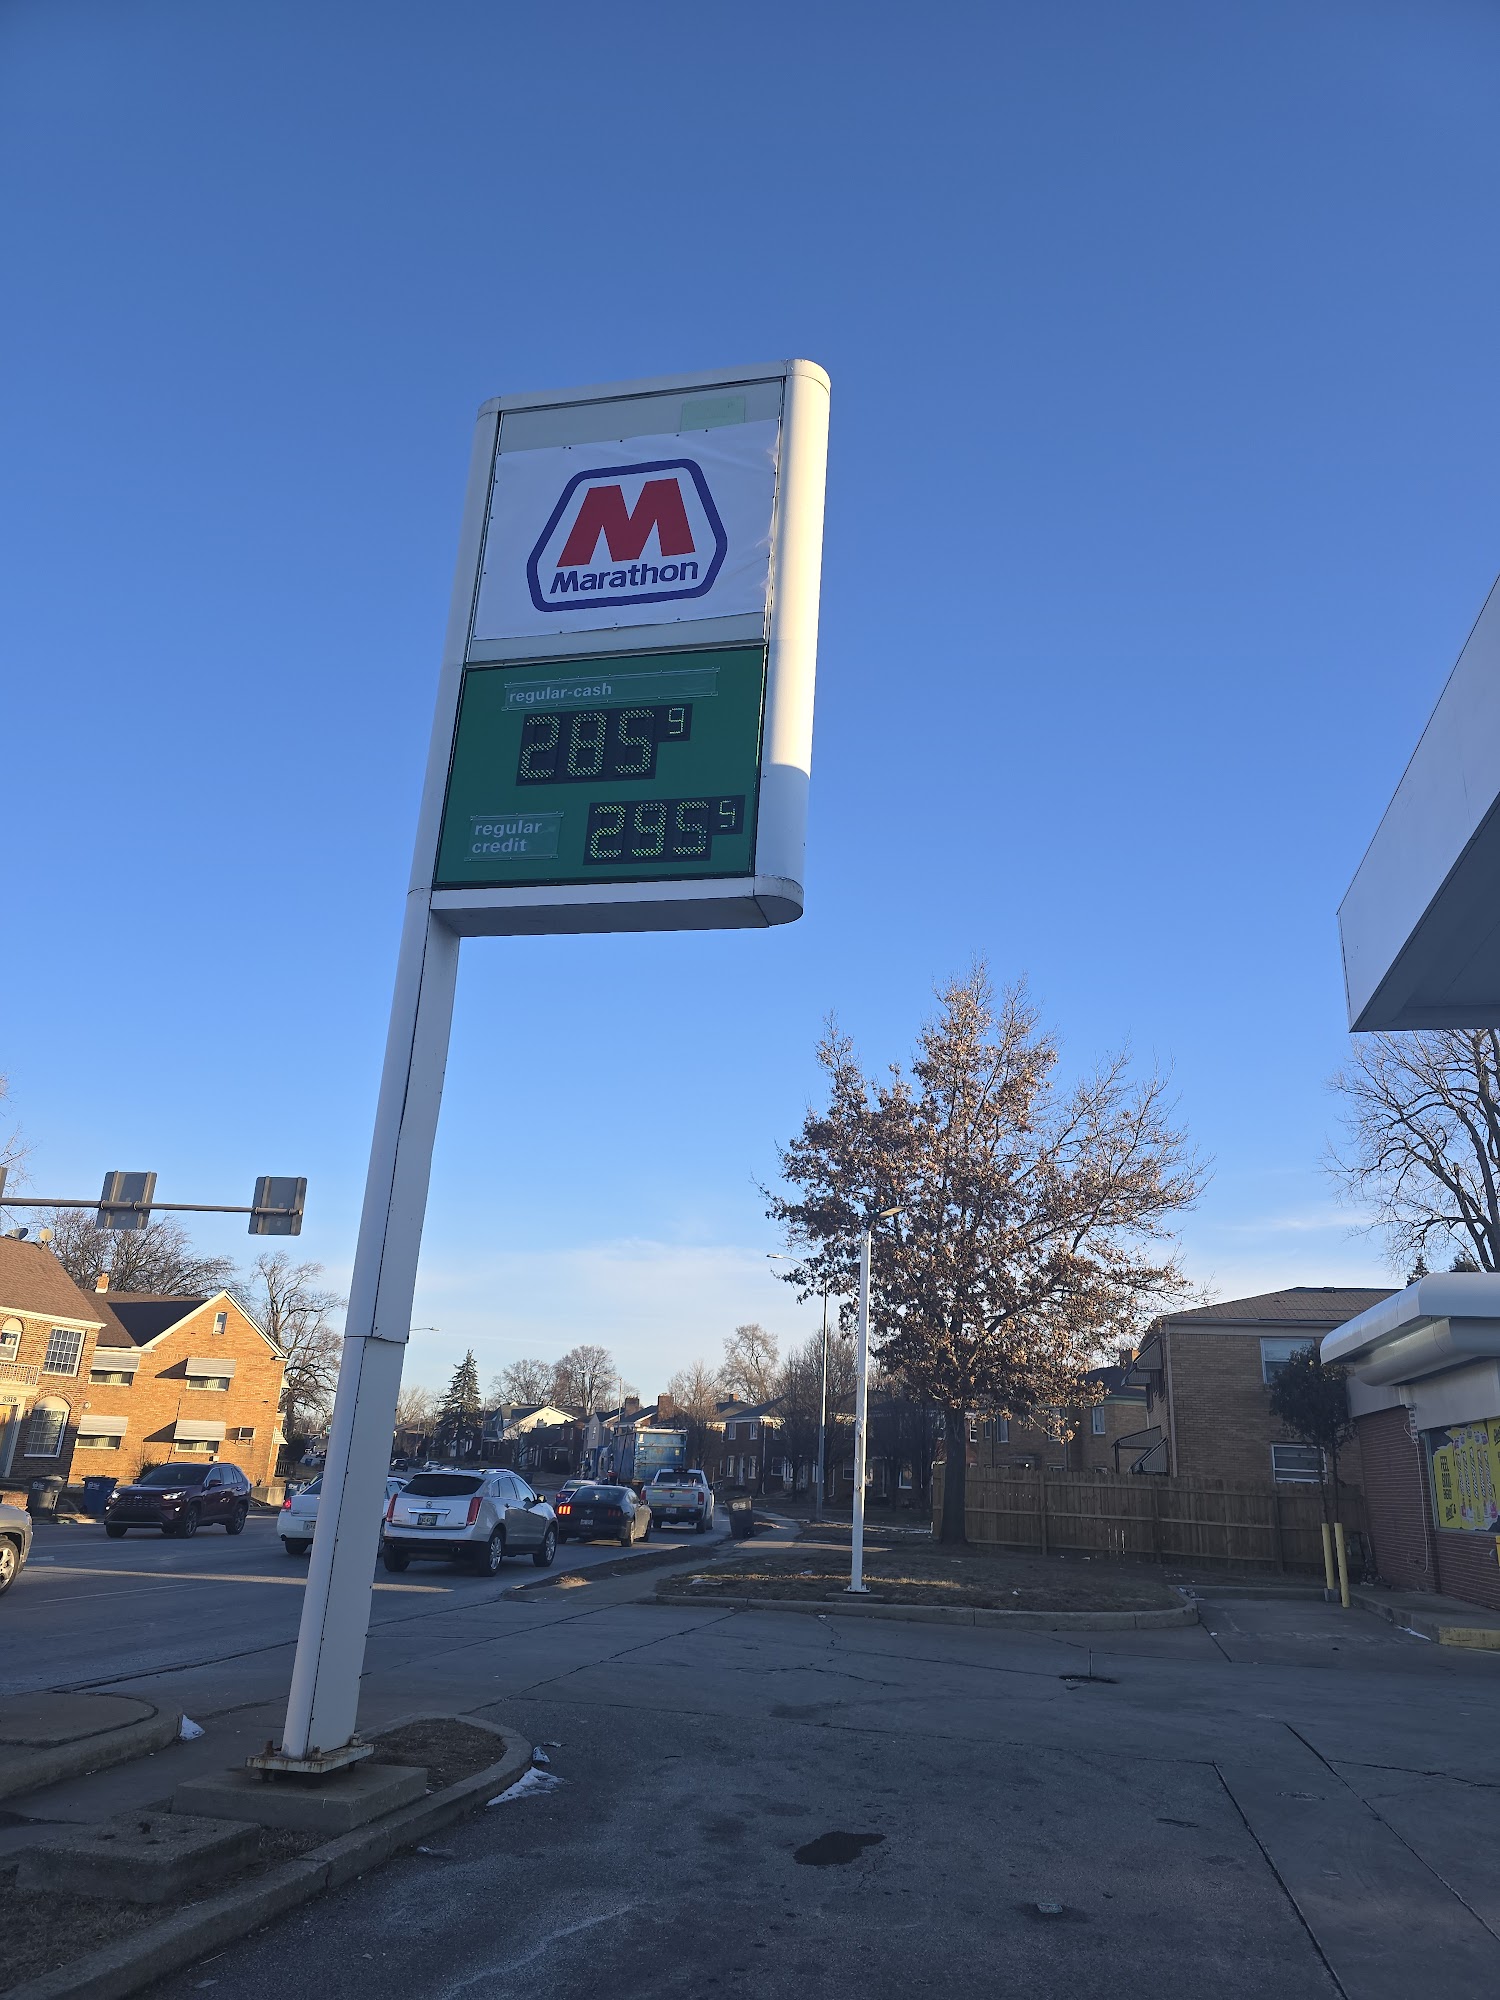 M
Marathon
regular-cash
285 9
regular
credit
295 9